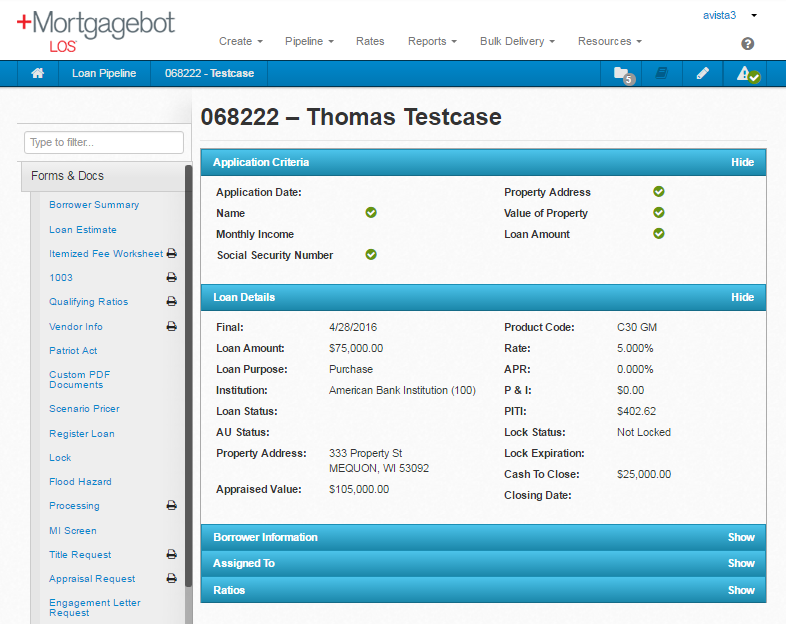 +Mortgagebot
LOS
avista3
Create
Pipeline
Rates
Reports
Bulk Delivery
Resources
?
Loan Pipeline
068222 - Testcase
5
068222 – Thomas Testcase
Type to filter...
Forms & Docs
Borrower Summary
Loan Estimate
Itemized Fee Worksheet
1003
Qualifying Ratios
Vendor Info
Patriot Act
Custom PDF
Documents
Scenario Pricer
Register Loan
Lock
Flood Hazard
Processing
MI Screen
Title Request
Appraisal Request
Engagement Letter
Request
Application Criteria Hide
Application Date:
Name
Monthly Income
Social Security Number
Property Address
Value of Property
Loan Amount
Loan Details Hide
Final: 4/28/2016
Loan Amount: $75,000.00
Loan Purpose: Purchase
Institution: American Bank Institution (100)
Loan Status:
AU Status:
Property Address: 333 Property St
MEQUON, WI 53092
Appraised Value: $105,000.00
Product Code: C30 GM
Rate: 5.000%
APR: 0.000%
P & I: $0.00
PITI: $402.62
Lock Status: Not Locked
Lock Expiration:
Cash To Close: $25,000.00
Closing Date:
Borrower Information Show
Assigned To Show
Ratios Show